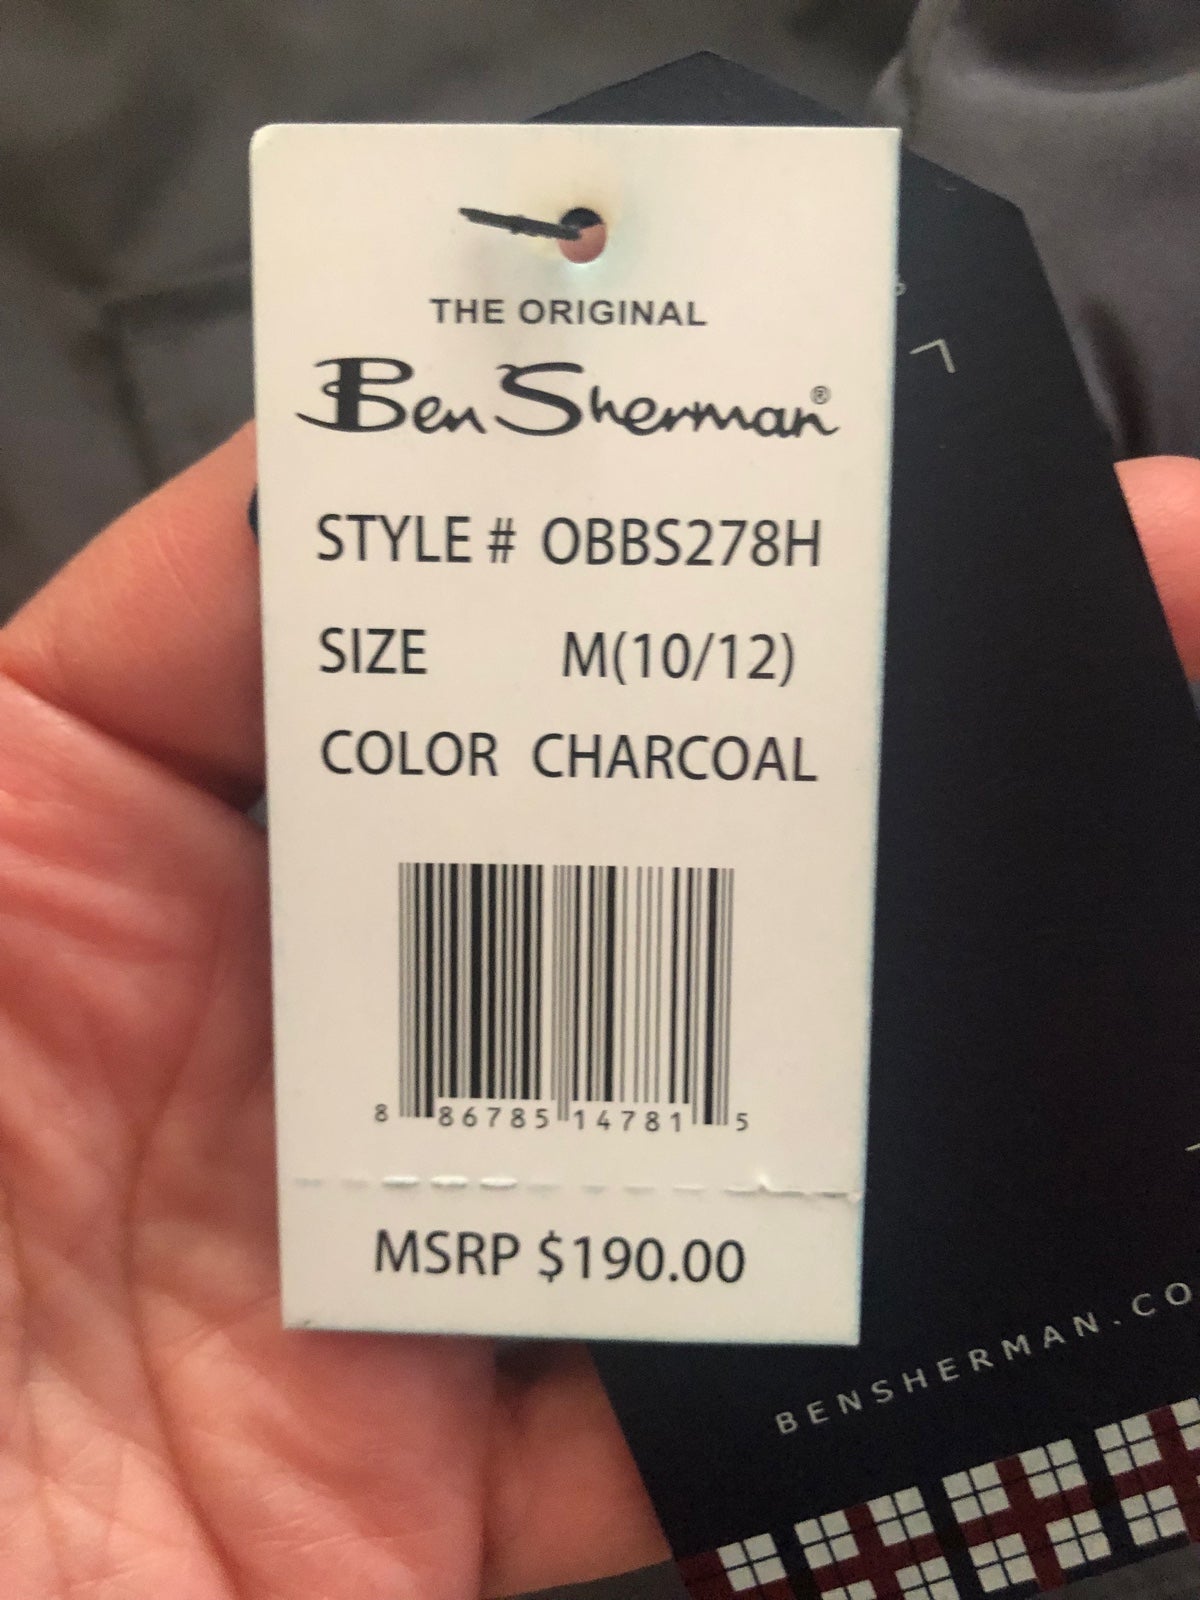 THE ORIGINAL
Ben Sherman®
STYLE # OBBS278H
SIZE M(10/12)
COLOR CHARCOAL
8 86785 14781 5
MSRP $190.00
BENSHERMAN.CO